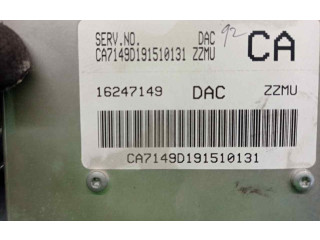 SERV.NO. DAC 92 CA
CA7149D191510131 ZZMU
16247149 DAC ZZMU
CA7149D191510131